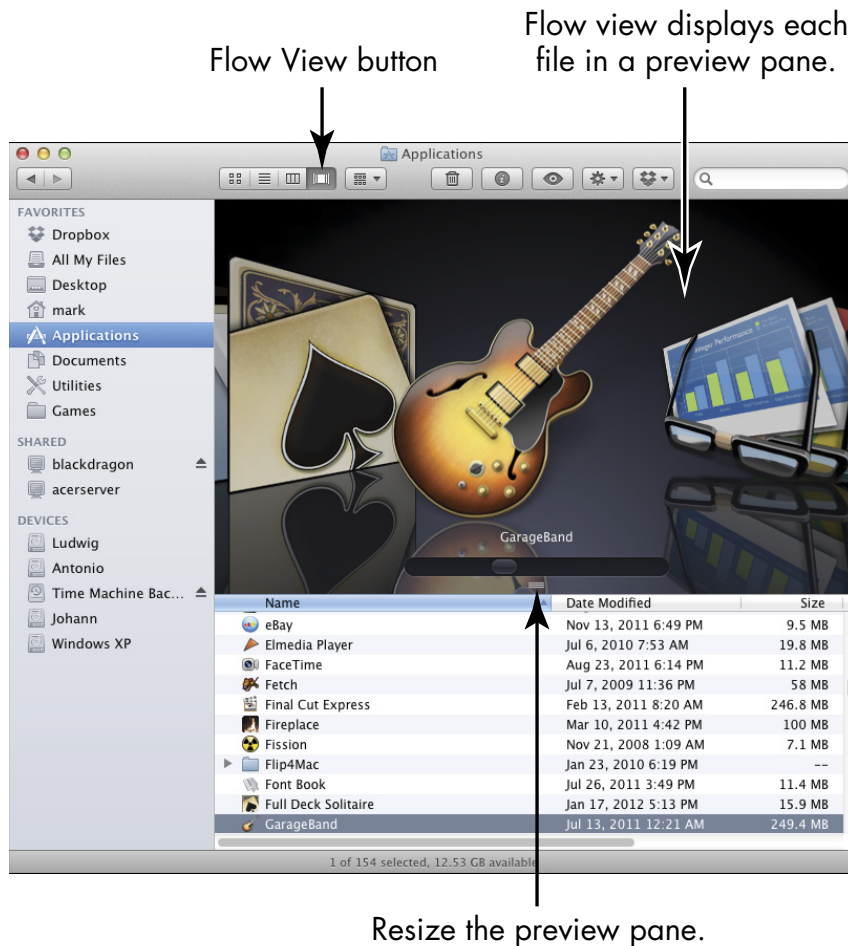 Flow view displays each
file in a preview pane.
Flow View button
Applications
FAVORITES
Dropbox
All My Files
Desktop
mark
Applications
Documents
Utilities
Games
SHARED
blackdragon
acerserver
DEVICES
Ludwig
Antonio
Time Machine Bac...
Johann
Windows XP
Integer Performance
GarageBand
Name Date Modified Size
eBay Nov 13, 2011 6:49 PM 9.5 MB
Elmedia Player Jul 6, 2010 7:53 AM 19.8 MB
FaceTime Aug 23, 2011 6:14 PM 11.2 MB
Fetch Jul 7, 2009 11:36 PM 58 MB
Final Cut Express Feb 13, 2011 8:20 AM 246.8 MB
Fireplace Mar 10, 2011 4:42 PM 100 MB
Fission Nov 21, 2008 1:09 AM 7.1 MB
Flip4Mac Jan 23, 2010 6:19 PM --
Font Book Jul 26, 2011 3:49 PM 11.4 MB
Full Deck Solitaire Jan 17, 2012 5:13 PM 15.9 MB
GarageBand Jul 13, 2011 12:21 AM 249.4 MB
1 of 154 selected, 12.53 GB available
Resize the preview pane.